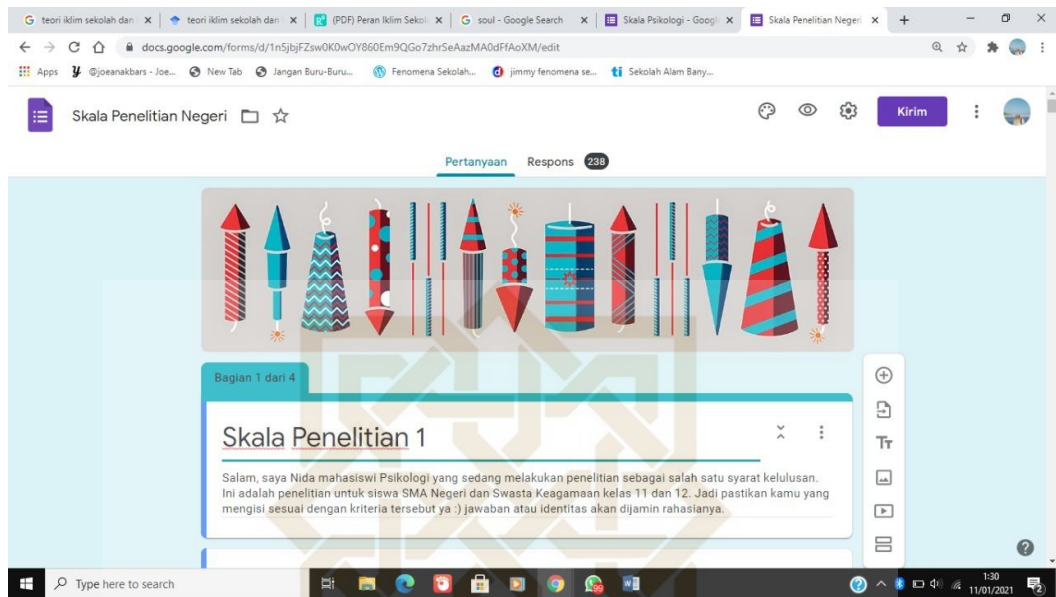 teori iklim sekolah dan
teori iklim sekolah dan
(PDF) Peran Iklim Sekol
soul - Google Search
Skala Psikologi - Googl
Skala Penelitian Negeri
docs.google.com/forms/d/1n5jbjFZsw0K0wOY860Em9QGo7zhrSeAazMA0dFfAoXM/edit
Apps
@joeanakbars - Joe...
New Tab
Jangan Buru-Buru...
Fenomena Sekolah...
jimmy fenomena se...
Sekolah Alam Bany...
Skala Penelitian Negeri
Kirim
Pertanyaan
Respons 238
Bagian 1 dari 4
Skala Penelitian 1
Salam, saya Nida mahasiswi Psikologi yang sedang melakukan penelitian sebagai salah satu syarat kelulusan.
Ini adalah penelitian untuk siswa SMA Negeri dan Swasta Keagamaan kelas 11 dan 12. Jadi pastikan kamu yang
mengisi sesuai dengan kriteria tersebut ya :) jawaban atau identitas akan dijamin rahasianya.
Type here to search
1:30
11/01/2021